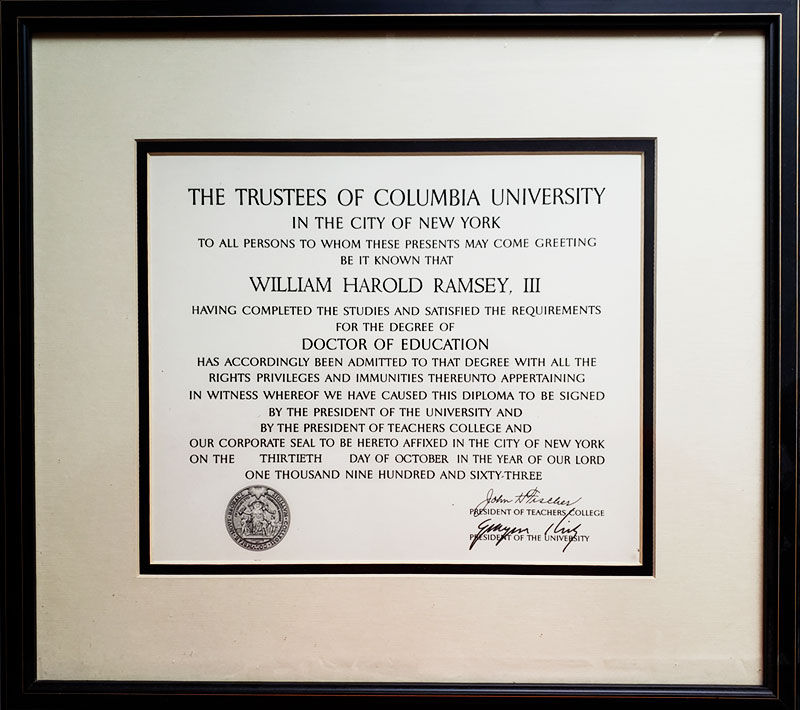 THE TRUSTEES OF COLUMBIA UNIVERSITY
IN THE CITY OF NEW YORK
TO ALL PERSONS TO WHOM THESE PRESENTS MAY COME GREETING
BE IT KNOWN THAT
WILLIAM HAROLD RAMSEY, III
HAVING COMPLETED THE STUDIES AND SATISFIED THE REQUIREMENTS
FOR THE DEGREE OF
DOCTOR OF EDUCATION
HAS ACCORDINGLY BEEN ADMITTED TO THAT DEGREE WITH ALL THE
RIGHTS PRIVILEGES AND IMMUNITIES THEREUNTO APPERTAINING
IN WITNESS WHEREOF WE HAVE CAUSED THIS DIPLOMA TO BE SIGNED
BY THE PRESIDENT OF THE UNIVERSITY AND
BY THE PRESIDENT OF TEACHERS COLLEGE AND
OUR CORPORATE SEAL TO BE HERETO AFFIXED IN THE CITY OF NEW YORK
ON THE THIRTIETH DAY OF OCTOBER IN THE YEAR OF OUR LORD
ONE THOUSAND NINE HUNDRED AND SIXTY-THREE
John H Fischer
PRESIDENT OF TEACHERS COLLEGE
Grayson Kirk
PRESIDENT OF THE UNIVERSITY